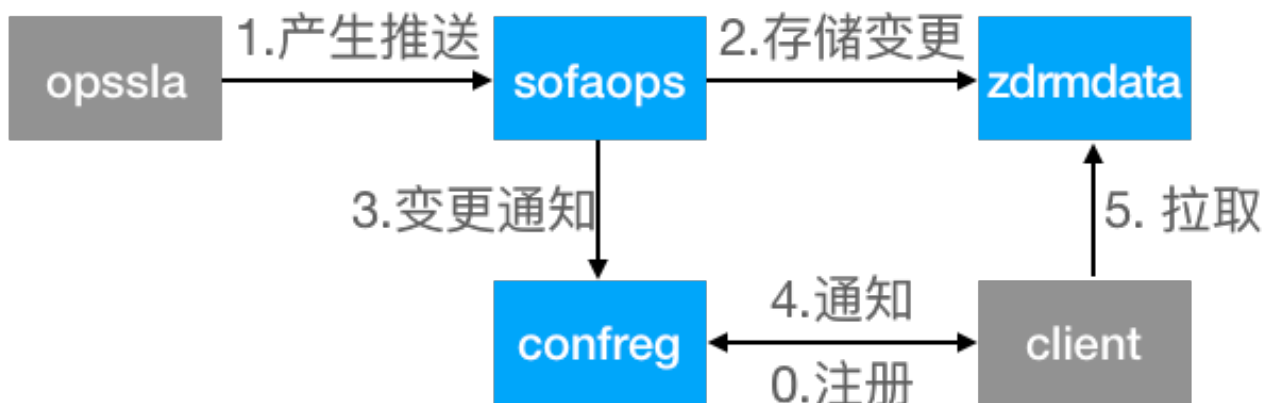 1.产生推送
2.存储变更
opssla
sofaops
zdrmdata
3.变更通知
5. 拉取
4.通知
confreg
client
0.注册